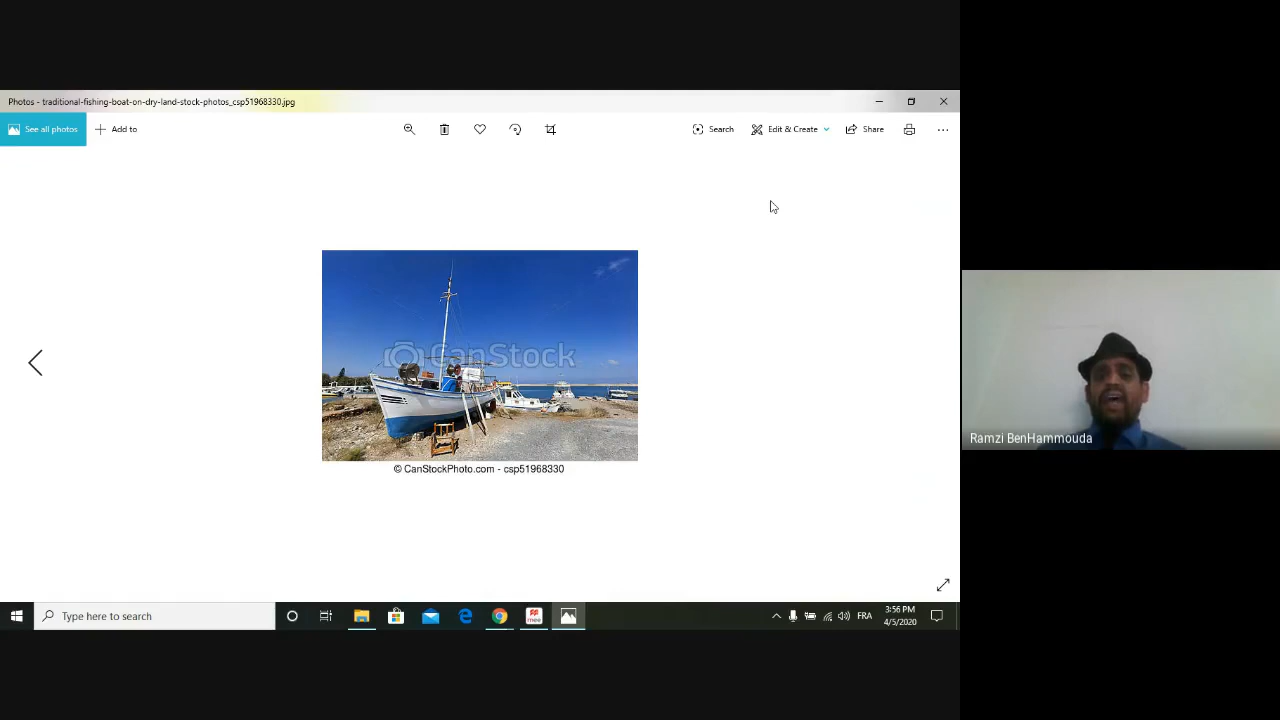 Photos - traditional-fishing-boat-on-dry-land-stock-photos_csp51968330.jpg
See all photos
Add to
Search
Edit & Create
Share
CanStock
© CanStockPhoto.com - csp51968330
Ramzi BenHammouda
Type here to search
FRA
3:56 PM
4/5/2020